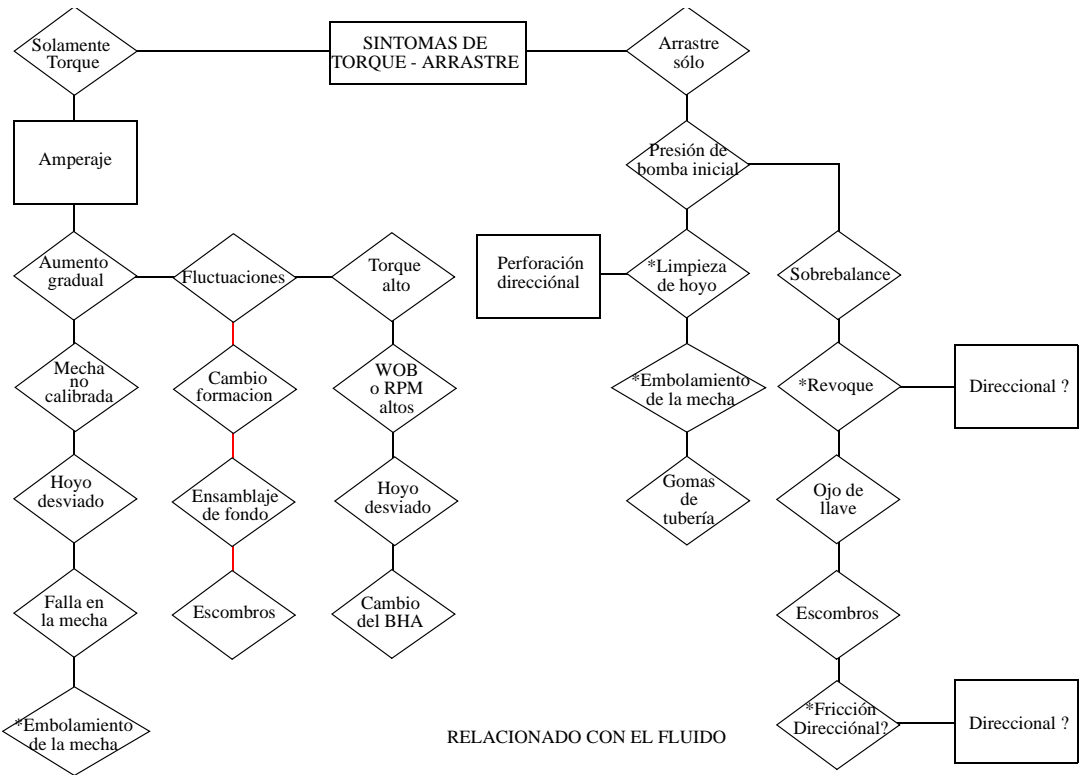 Solamente
Torque
SINTOMAS DE
TORQUE - ARRASTRE
Arrastre
sólo
Amperaje
Presión de
bomba inicial
Aumento
gradual
Fluctuaciones
Torque
alto
Perforación
direcciónal
*Limpieza
de hoyo
Sobrebalance
Mecha
no
calibrada
Cambio
formacion
WOB
o RPM
altos
*Embolamiento
de la mecha
*Revoque
Direccional ?
Hoyo
desviado
Ensamblaje
de fondo
Hoyo
desviado
Gomas
de
tubería
Ojo de
llave
Falla en
la mecha
Escombros
Cambio
del BHA
Escombros
*Embolamiento
de la mecha
RELACIONADO CON EL FLUIDO
*Fricción
Direcciónal?
Direccional ?